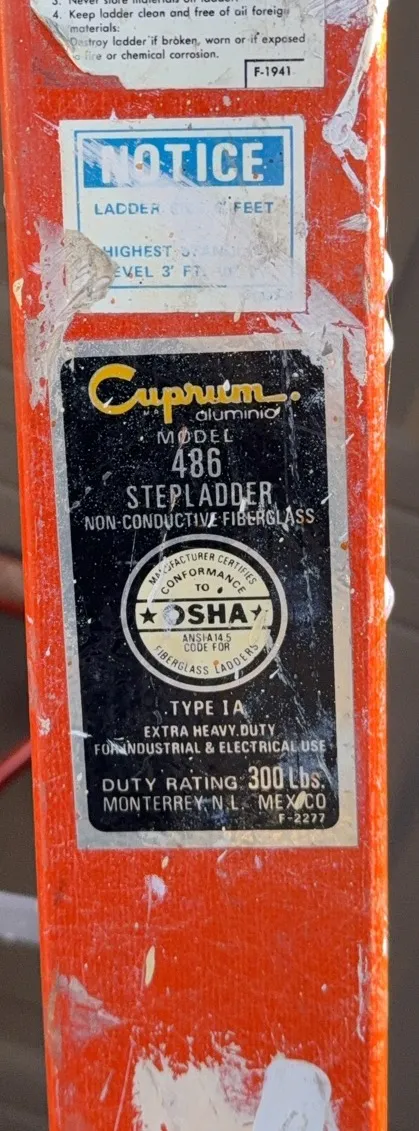 3. Never store materials on ladder.
4. Keep ladder clean and free of all foreign
materials.
Destroy ladder if broken, worn or if exposed
to fire or chemical corrosion.
F-1941
NOTICE
LADDER FEET
HIGHEST
LEVEL 3' FT.
Cuprum
aluminio
MODEL
486
STEPLADDER
NON-CONDUCTIVE FIBERGLASS
MANUFACTURER CERTIFIES
CONFORMANCE
TO
★ OSHA ★
ANSI-A14.5
CODE FOR
FIBERGLASS LADDERS
TYPE IA
EXTRA HEAVY DUTY
FOR INDUSTRIAL & ELECTRICAL USE
DUTY RATING 300 Lbs.
MONTERREY N.L. MEXICO
F-2277